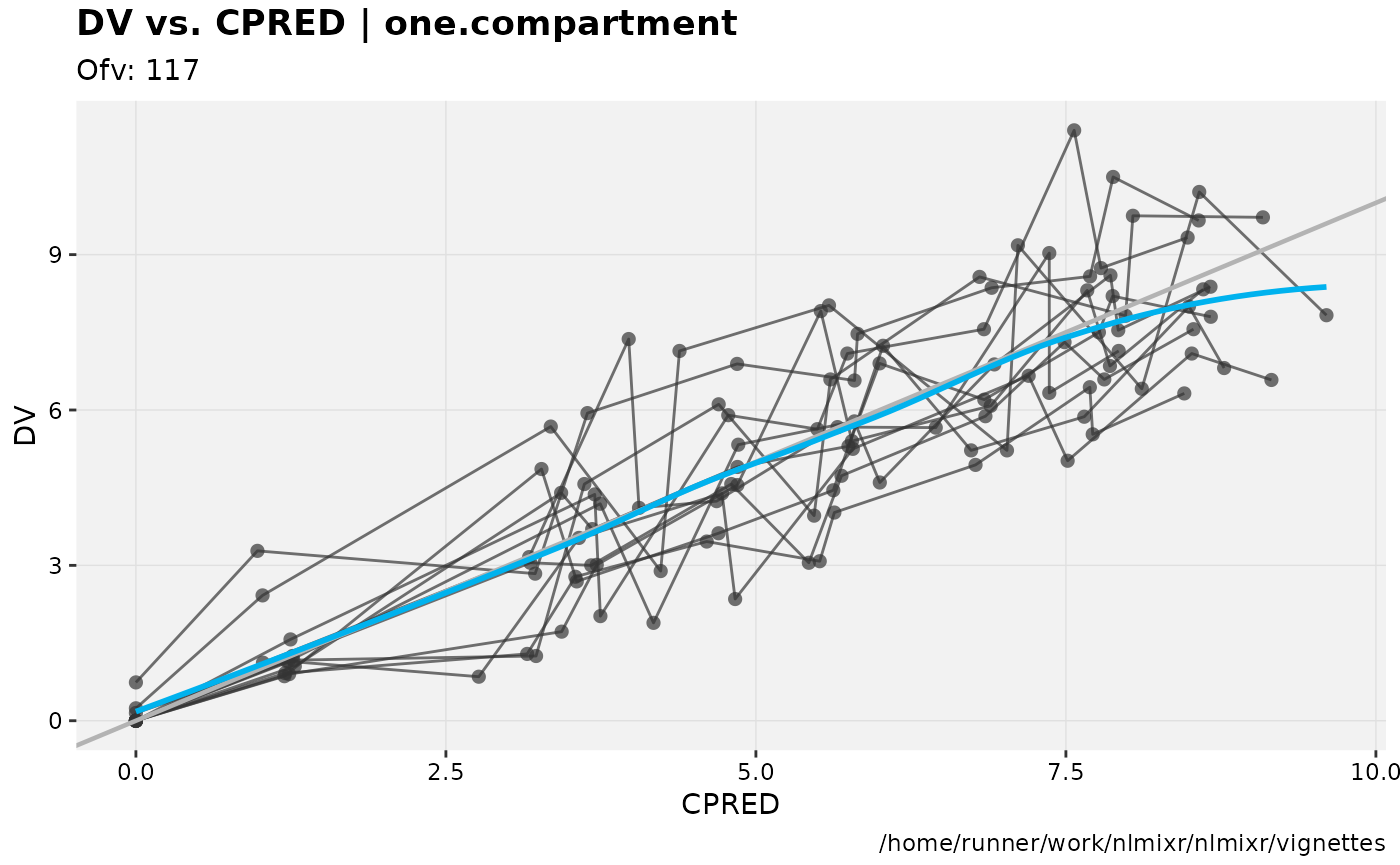 DV vs. CPRED | one.compartment
Ofv: 117
9
6
3
0
DV
0.0 2.5 5.0 7.5 10.0
CPRED
/home/runner/work/nlmixr/nlmixr/vignettes